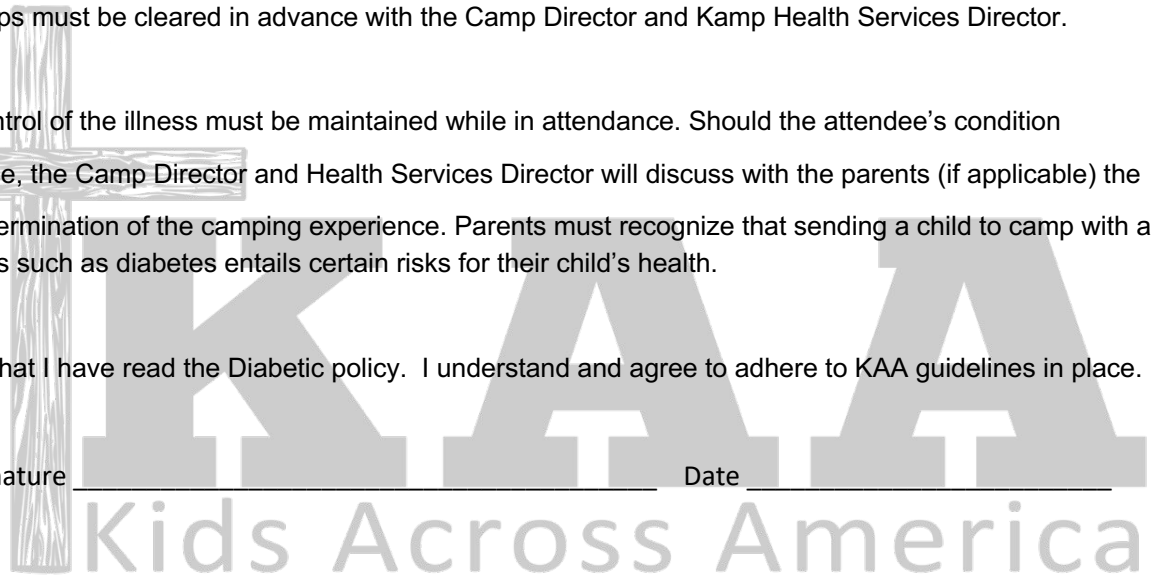 ps must be cleared in advance with the Camp Director and Kamp Health Services Director.
ntrol of the illness must be maintained while in attendance. Should the attendee’s condition
e, the Camp Director and Health Services Director will discuss with the parents (if applicable) the
ermination of the camping experience. Parents must recognize that sending a child to camp with a
s such as diabetes entails certain risks for their child’s health.
hat I have read the Diabetic policy.  I understand and agree to adhere to KAA guidelines in place.
KAA
nature ________________________________________ Date _________________________
Kids Across America